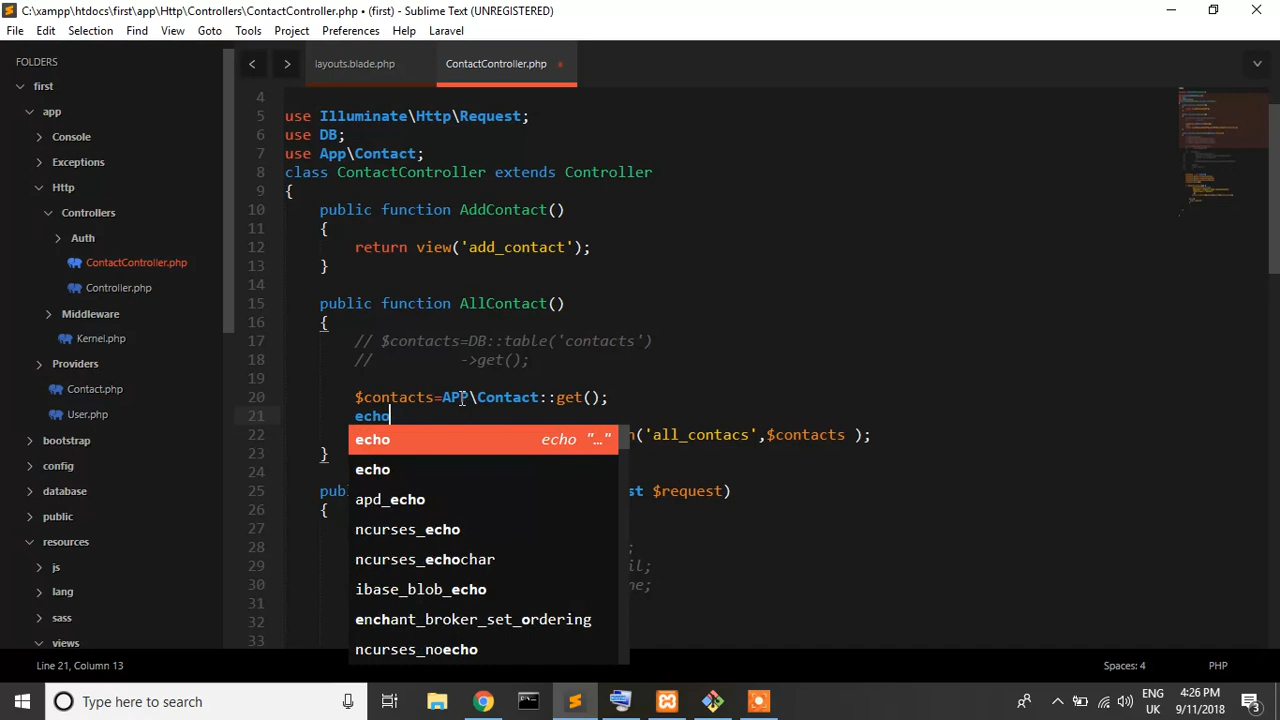 C:\xampp\htdocs\first\app\Http\Controllers\ContactController.php • (first) - Sublime Text (UNREGISTERED)
File Edit Selection Find View Goto Tools Project Preferences Help Laravel
FOLDERS
first
app
Console
Exceptions
Http
Controllers
Auth
ContactController.php
Controller.php
Middleware
Kernel.php
Providers
Contact.php
User.php
bootstrap
config
database
public
resources
js
lang
sass
views
layouts.blade.php
ContactController.php
4
5 use Illuminate\Http\Request;
6 use DB;
7 use App\Contact;
8 class ContactController extends Controller
9 {
10 public function AddContact()
11 {
12 return view('add_contact');
13 }
14
15 public function AllContact()
16 {
17 // $contacts=DB::table('contacts')
18 // ->get();
19
20 $contacts=APP\Contact::get();
21 echo
22 ('all_contacs',$contacts );
23 }
24
25 pub st $request)
26 {
27
28 ;
29 il;
30 me;
31
32
33
echo echo "…"
echo
apd_echo
ncurses_echo
ncurses_echochar
ibase_blob_echo
enchant_broker_set_ordering
ncurses_noecho
Line 21, Column 13
Spaces: 4
PHP
Type here to search
ENG
UK
4:26 PM
9/11/2018
3